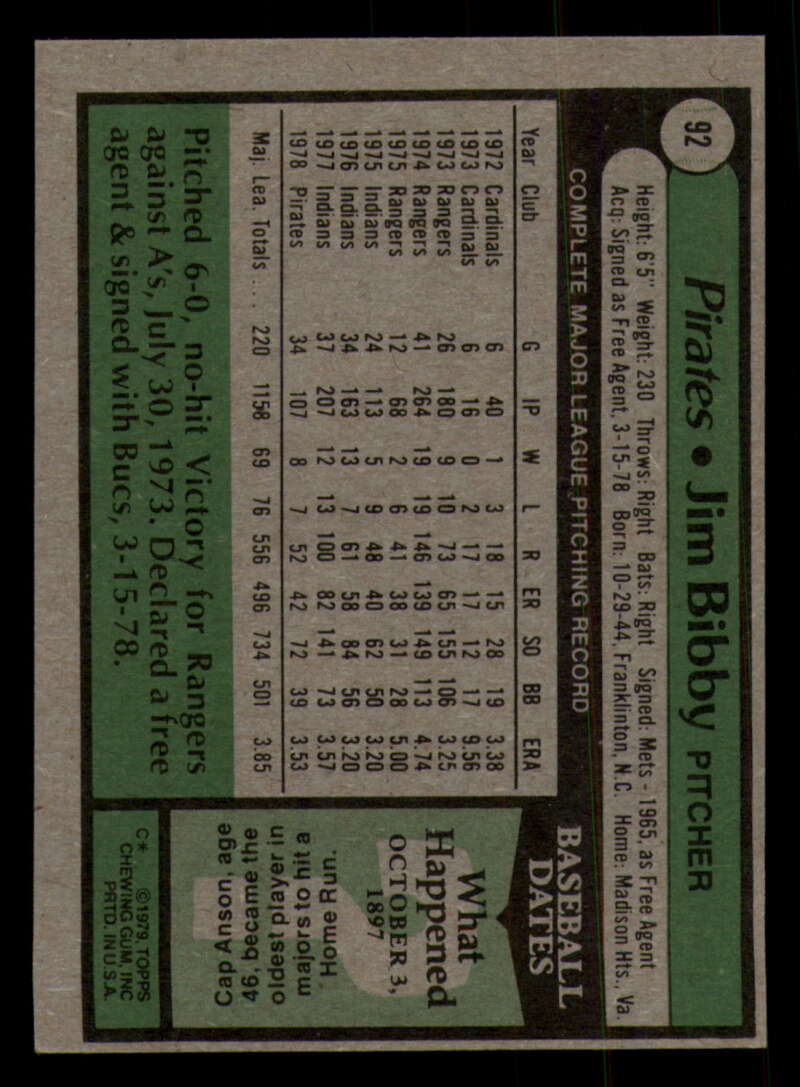 92
Pirates • Jim Bibby PITCHER
Height: 6'5" Weight: 230 Throws: Right Bats: Right Signed: Mets - 1965, as Free Agent
Acq: Signed as Free Agent, 3-15-78 Born: 10-29-44, Franklinton, N.C. Home: Madison Hts., Va.
COMPLETE MAJOR LEAGUE PITCHING RECORD
Year Club G IP W L R ER SO BB ERA
1972 Cardinals 6 40 1 3 18 15 28 19 3.38
1973 Cardinals 6 16 0 2 17 17 12 17 9.56
1973 Rangers 26 180 9 10 73 65 155 106 3.25
1974 Rangers 41 264 19 19 146 139 149 113 4.74
1975 Rangers 12 68 2 6 41 38 31 28 5.00
1975 Indians 24 113 5 9 48 40 62 50 3.20
1976 Indians 34 163 13 7 61 58 84 56 3.20
1977 Indians 37 207 12 13 100 82 141 73 3.57
1978 Pirates 34 107 8 7 52 42 72 39 3.53
Maj. Lea. Totals . . . . 220 1158 69 76 556 496 734 501 3.85
Pitched 6-0, no-hit Victory for Rangers
against A's, July 30, 1973. Declared a free
agent & signed with Bucs, 3-15-78.
BASEBALL
DATES
What
Happened
OCTOBER 3,
1897
Cap Anson, age
46, became the
oldest player in
majors to hit a
Home Run.
C* ©1979, TOPPS
CHEWING GUM, INC
PRTD. IN U.S.A.